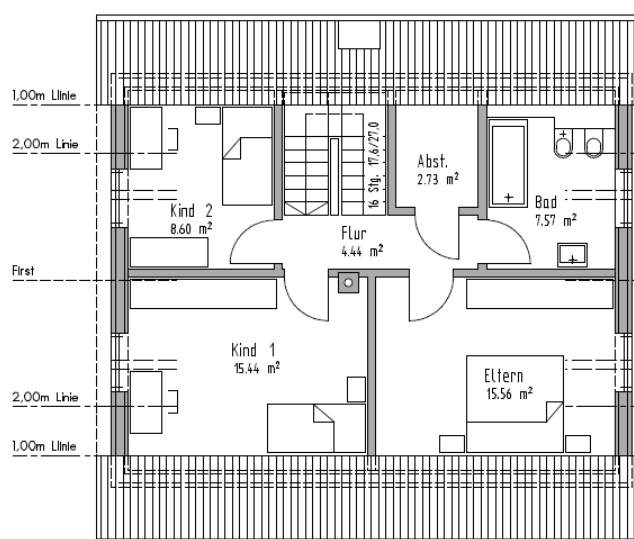 1,00m Llinie
2,00m Linie
16 Stg. 17,6/27,0
Abst.
2.73 m²
Kind 2
8.60 m²
Bad
7.57 m²
Flur
4.44 m²
First
Kind 1
15.44 m²
Eltern
15.56 m²
2,00m Linie
1,00m Llinie